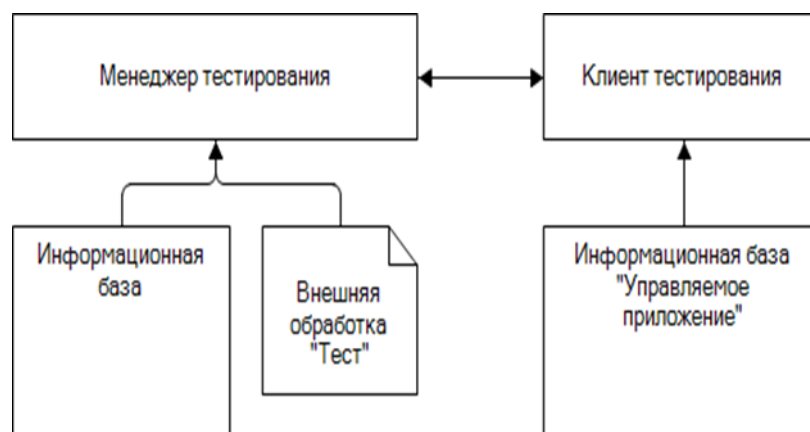 Менеджер тестирования
Клиент тестирования
Информационная
база
Внешняя
обработка
"Тест"
Информационная база
"Управляемое
приложение"